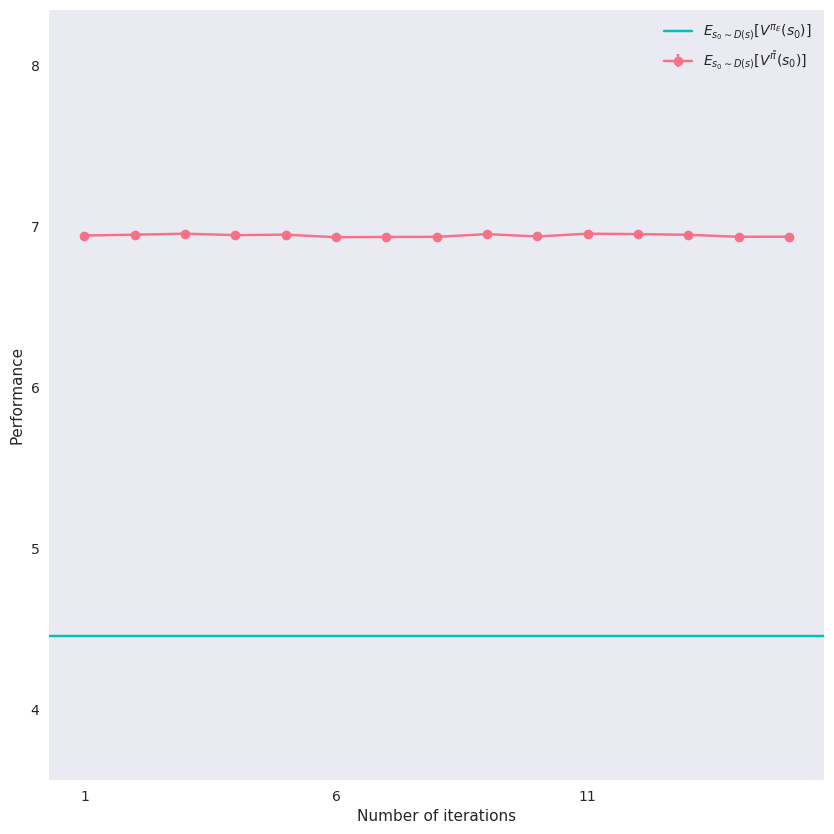 $E_{s_0 \sim D(s)}[V^{\pi_E}(s_0)]$
$E_{s_0 \sim D(s)}[V^{\tilde{\pi}}(s_0)]$
8
7
6
5
4
Performance
1 6 11
Number of iterations